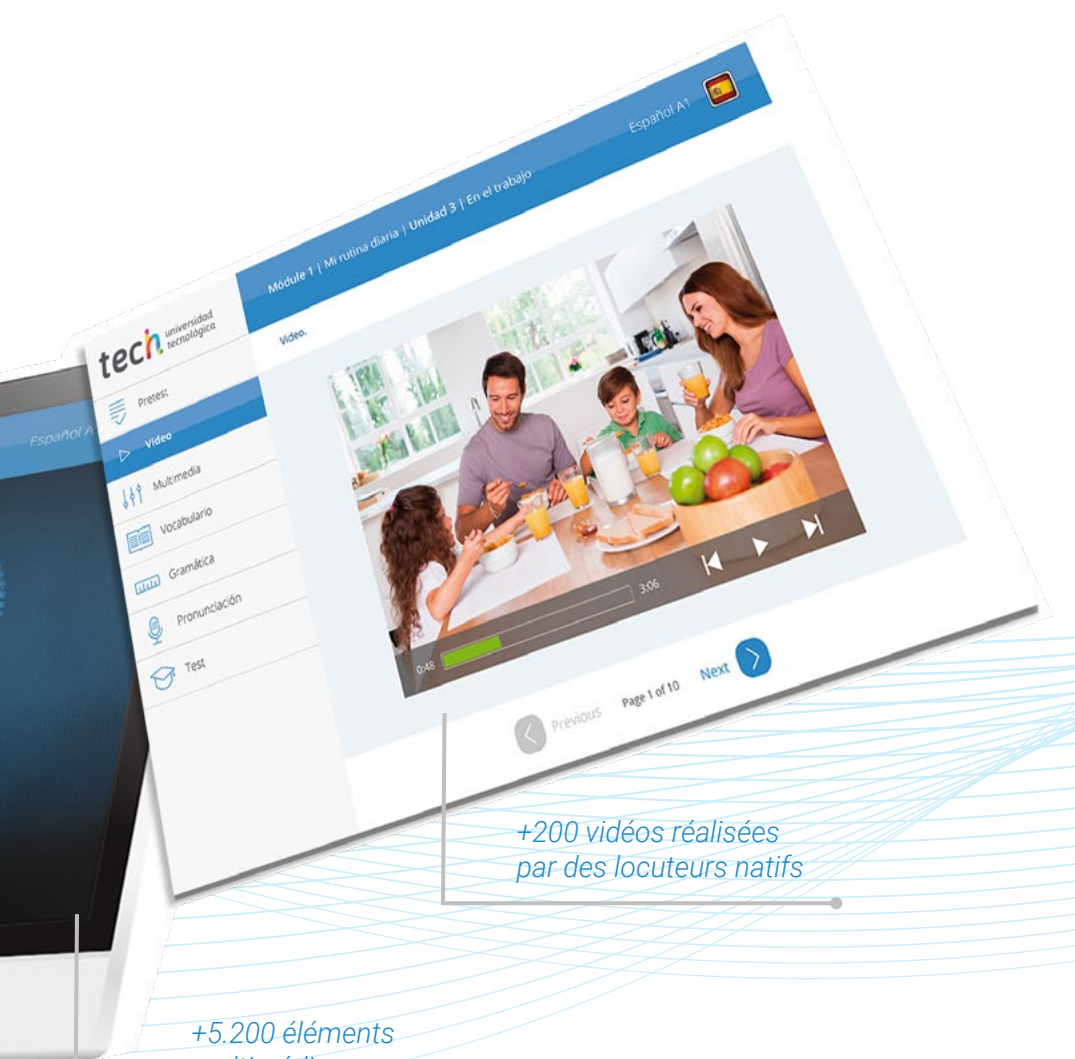 Español A1
Módule 1 | Mi rutina diaria | Unidad 3 | En el trabajo
tech universidad
tecnológica
Video.
Pretest
Video
Multimedia
Vocabulario
Gramática
Pronunciación
Test
Español A
0:48
3:06
Previous
Page 1 of 10
Next
+200 vidéos réalisées
par des locuteurs natifs
+5.200 éléments